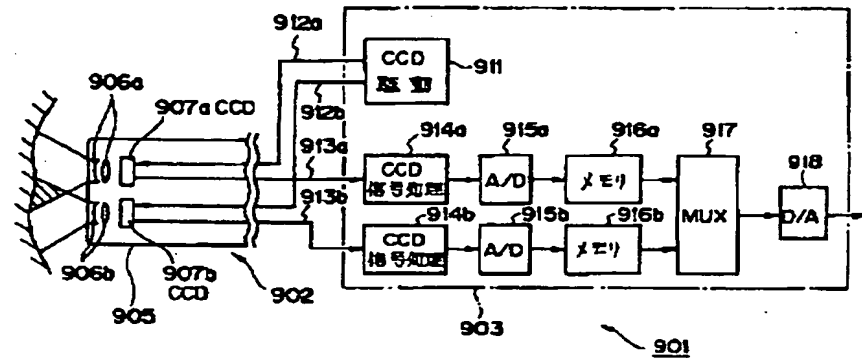 912a
CCD
駆動
911
906a
907a CCD
912b
913a
914a
CCD
信号処理
915a
A/D
916a
メモリ
917
MUX
918
D/A
913b
914b
CCD
信号処理
915b
A/D
916b
メモリ
906b
907b
CCD
905
902
903
901